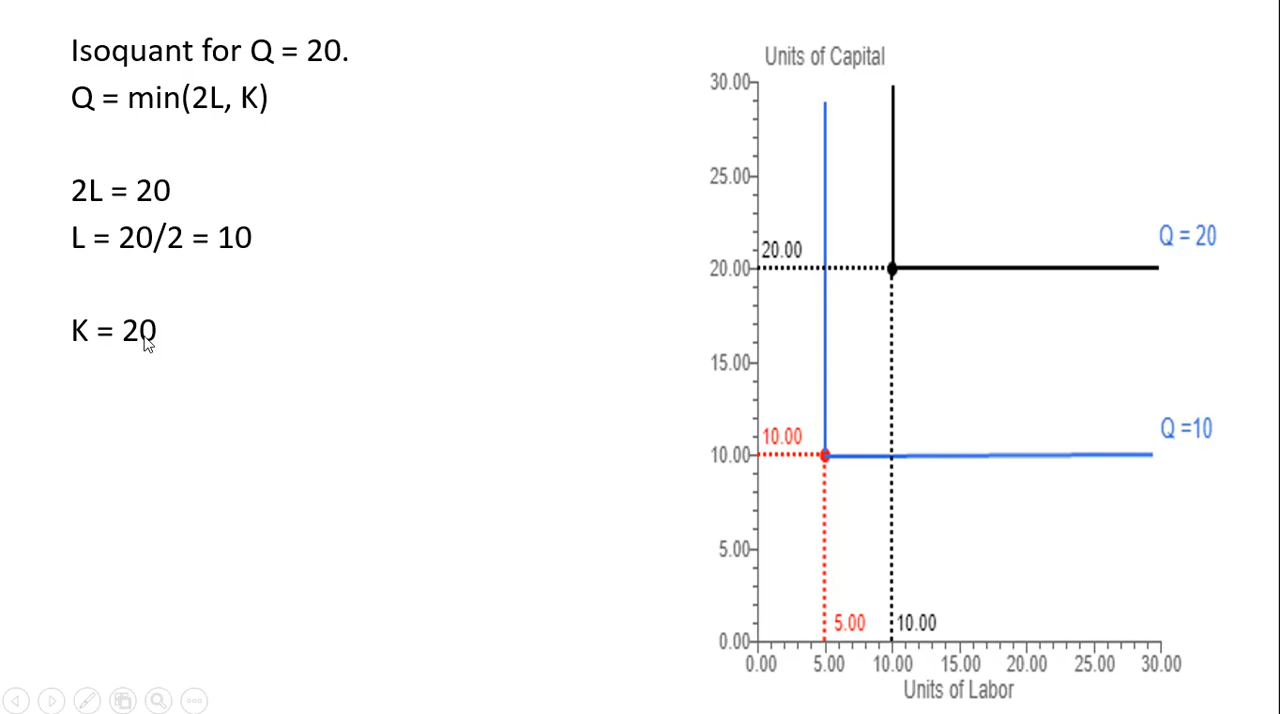 Isoquant for Q = 20.
Q = min(2L, K)
2L = 20
L = 20/2 = 10
K = 20
Units of Capital
30.00
25.00
20.00
20.00
Q = 20
15.00
10.00
10.00
Q =10
5.00
5.00
10.00
0.00
0.00 5.00 10.00 15.00 20.00 25.00 30.00
Units of Labor